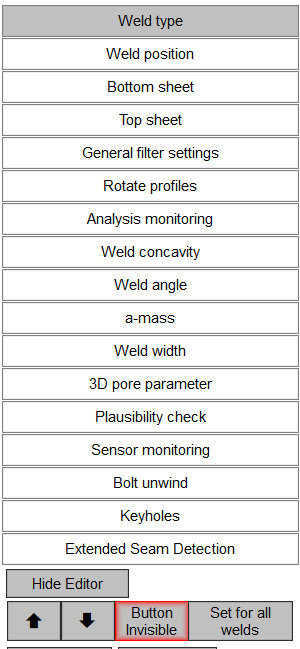 Weld type
Weld position
Bottom sheet
Top sheet
General filter settings
Rotate profiles
Analysis monitoring
Weld concavity
Weld angle
a-mass
Weld width
3D pore parameter
Plausibility check
Sensor monitoring
Bolt unwind
Keyholes
Extended Seam Detection
Hide Editor
Button
Invisible
Set for all
welds